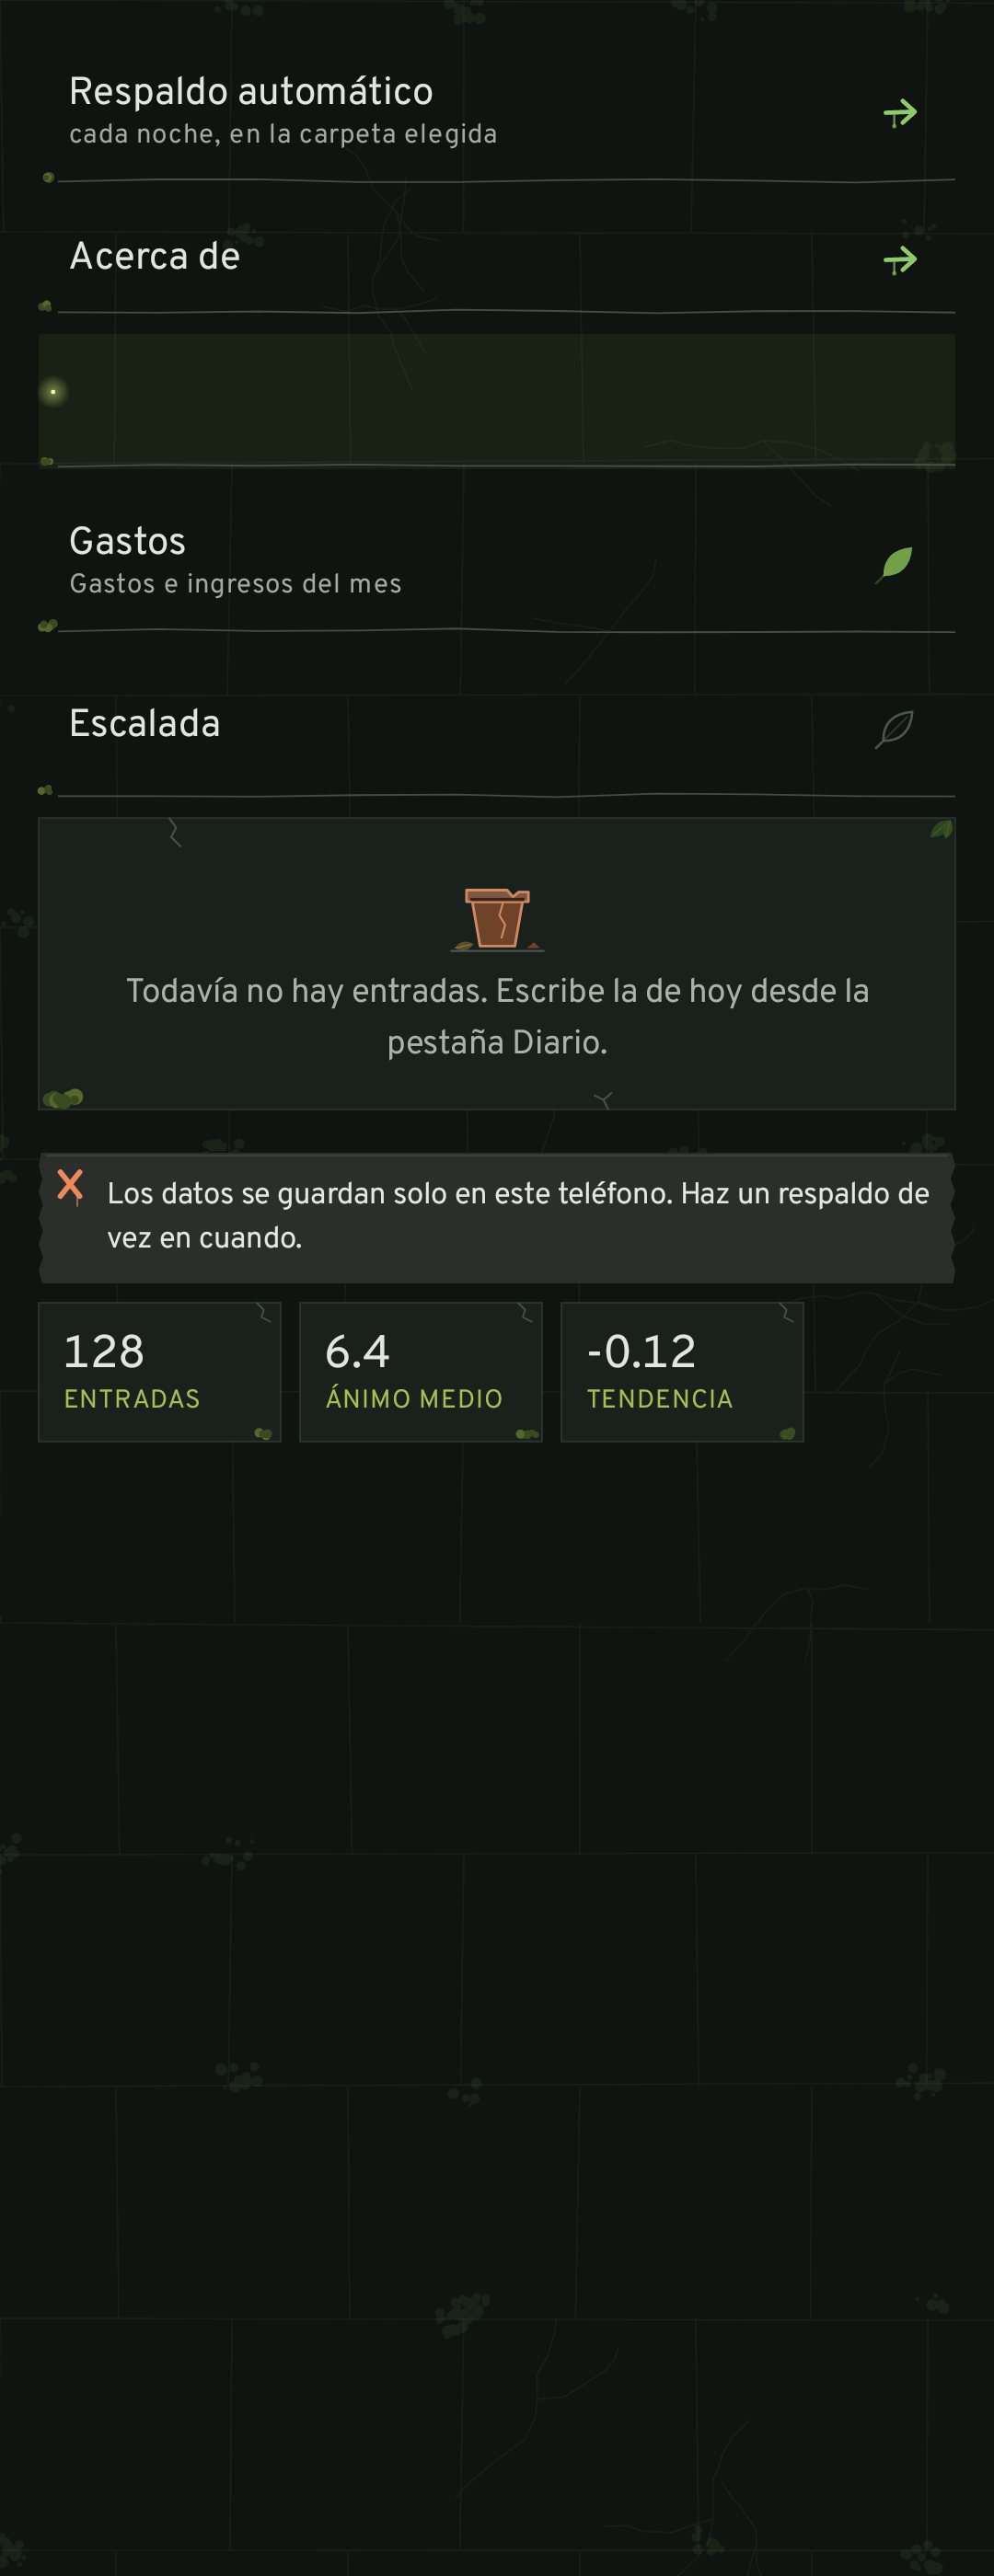 Respaldo automático
cada noche, en la carpeta elegida
Acerca de
Gastos
Gastos e ingresos del mes
Escalada
Todavía no hay entradas. Escribe la de hoy desde la
pestaña Diario.
Los datos se guardan solo en este teléfono. Haz un respaldo de
vez en cuando.
128
ENTRADAS
6.4
ÁNIMO MEDIO
-0.12
TENDENCIA